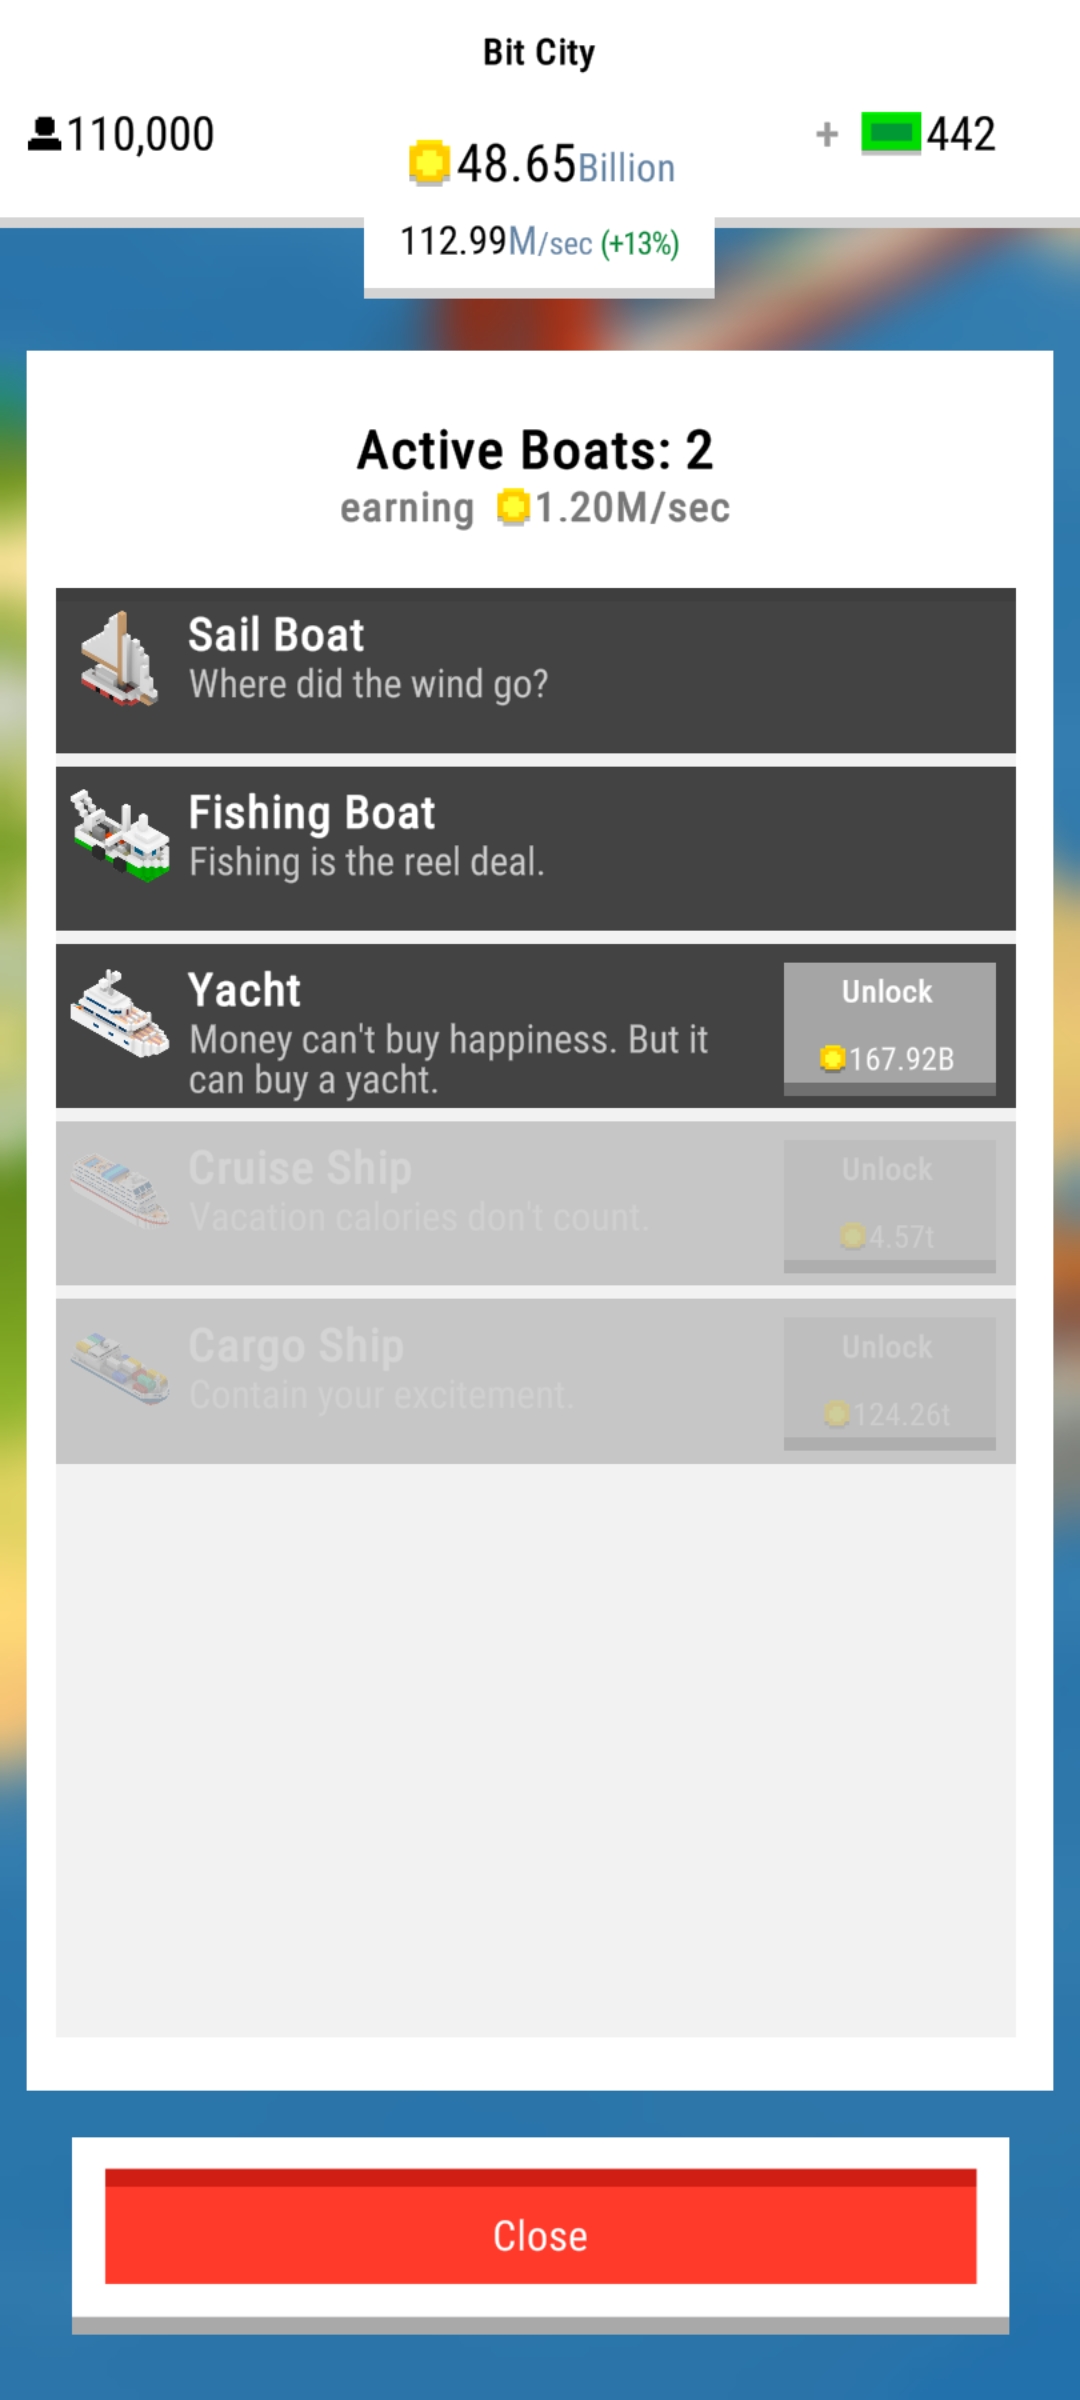 Bit City
110,000
48.65Billion
+ 442
112.99M/sec (+13%)
Active Boats: 2
earning 1.20M/sec
Sail Boat
Where did the wind go?
Fishing Boat
Fishing is the reel deal.
Yacht
Money can't buy happiness. But it
can buy a yacht.
Unlock
167.92B
Cruise Ship
Vacation calories don't count.
Unlock
4.57t
Cargo Ship
Contain your excitement.
Unlock
124.26t
Close